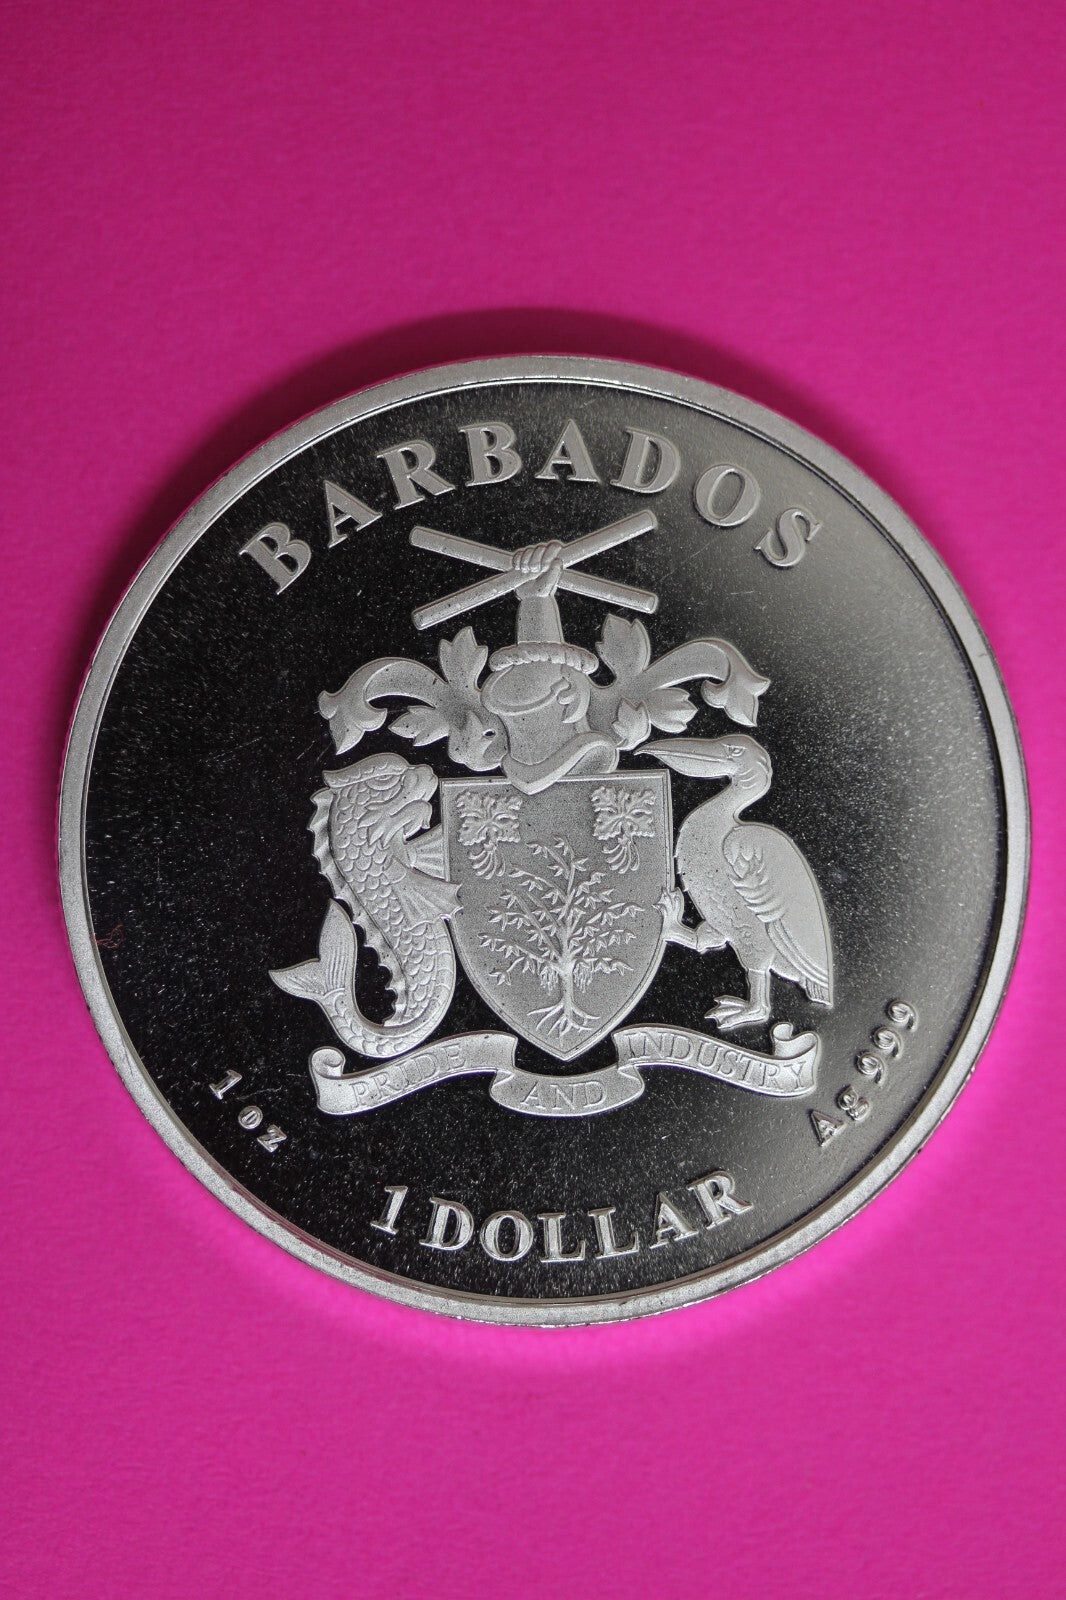 BARBADOS
PRIDE AND INDUSTRY
1 oz
Ag 999
1 DOLLAR